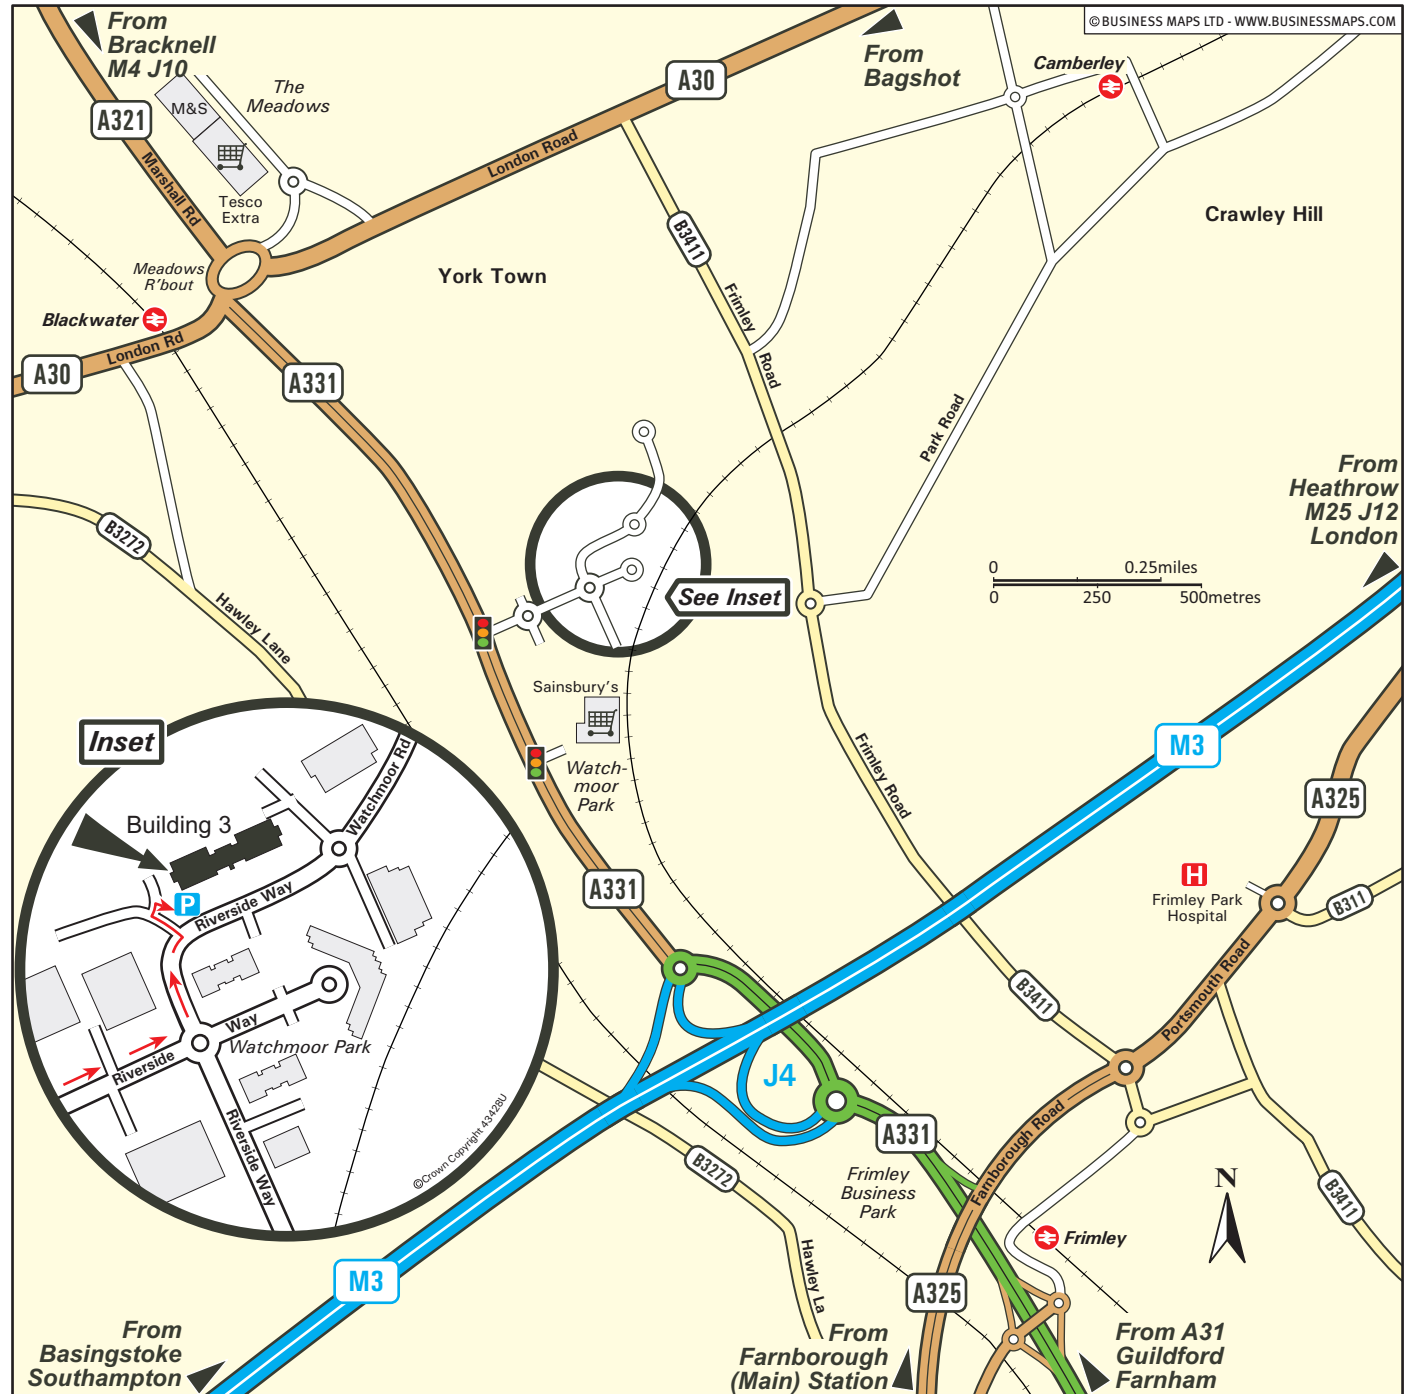 ©BUSINESS MAPS LTD - WWW.BUSINESSMAPS.COM
From
Bracknell
M4 J10
The
Meadows
M&S
A321
Marshall Rd
Tesco
Extra
A30
London Road
From
Bagshot
Camberley
Crawley Hill
B3411
York Town
Meadows
R'bout
Blackwater
London Rd
A30
A331
Frimley
Road
Park Road
From
Heathrow
M25 J12
London
B3272
Hawley Lane
See Inset
0
0.25miles
0
250
500metres
Sainsbury's
Watch-
moor
Park
Frimley Road
M3
A325
Inset
Building 3
Watchmoor Rd
P
Riverside Way
Way
Riverside
Watchmoor Park
Riverside Way
©Crown Copyright 43428U
A331
H
Frimley Park
Hospital
B311
B3411
Portsmouth Road
J4
A331
Farnborough Road
Frimley
Business
Park
B3272
Hawley La
N
B3411
Frimley
M3
A325
From
Basingstoke
Southampton
From
Farnborough
(Main) Station
From A31
Guildford
Farnham